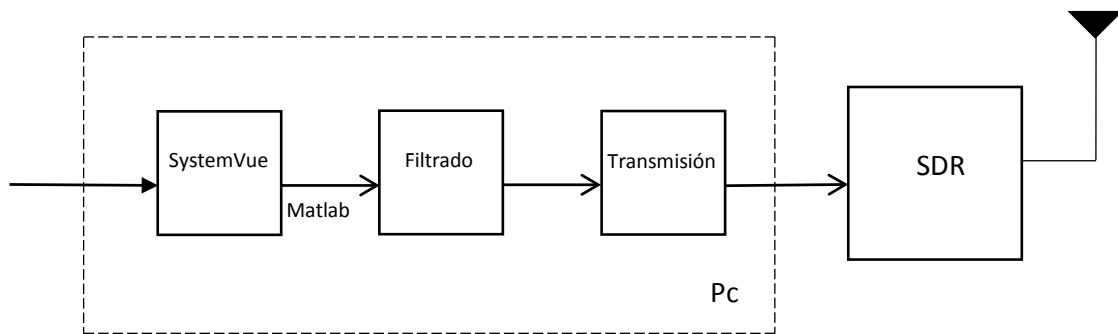 SystemVue
Matlab
Filtrado
Transmisión
SDR
Pc